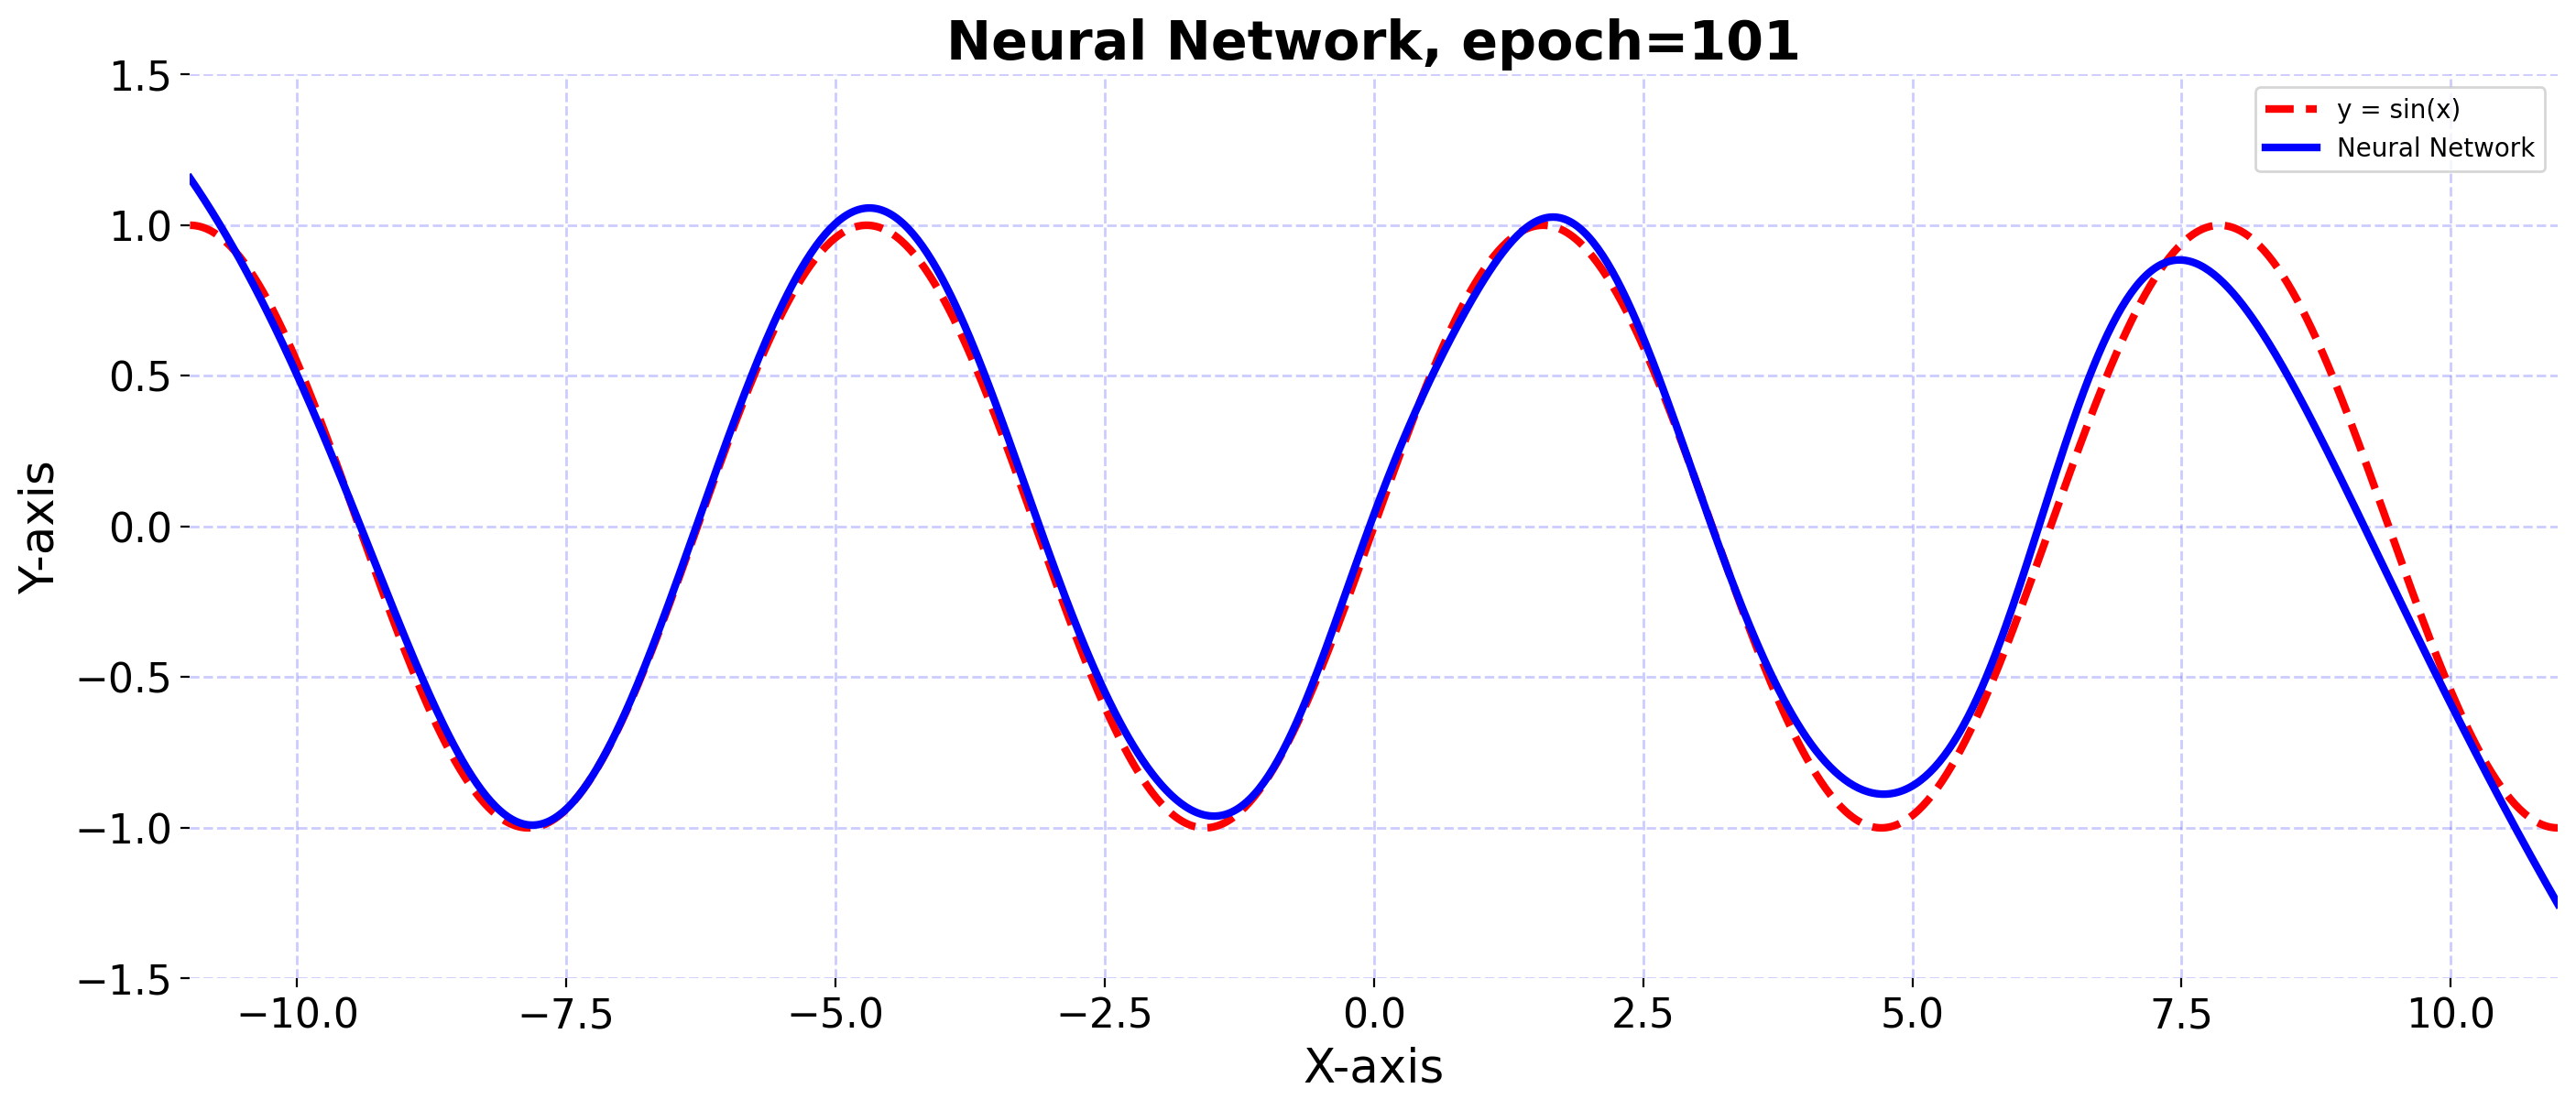 Neural Network, epoch=101
y = sin(x)
Neural Network
1.5
1.0
0.5
0.0
−0.5
−1.0
−1.5
Y-axis
−10.0 −7.5 −5.0 −2.5 0.0 2.5 5.0 7.5 10.0
X-axis